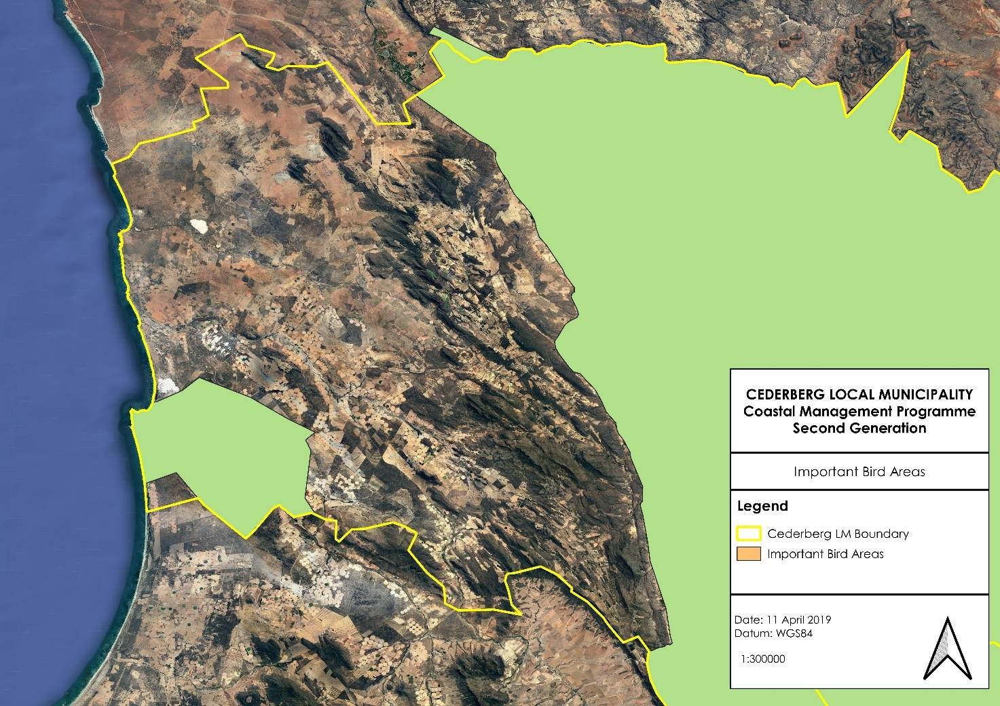 CEDERBERG LOCAL MUNICIPALITY
Coastal Management Programme
Second Generation
Important Bird Areas
Legend
Cederberg LM Boundary
Important Bird Areas
Date: 11 April 2019
Datum: WGS84
1:300000